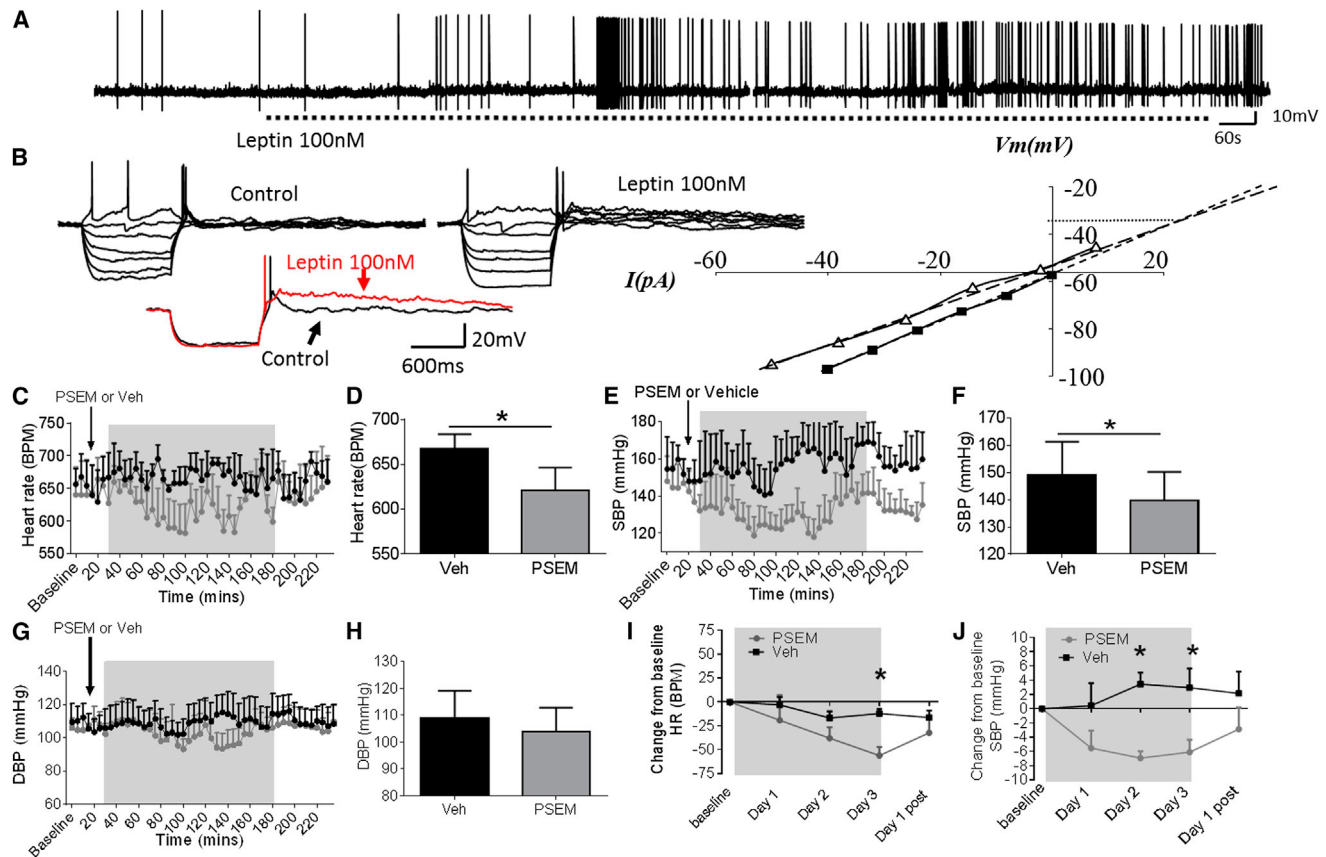 A
Leptin 100nM
10mV
60s
B
Control
Leptin 100nM
Leptin 100nM
Control
20mV
600ms
Vm(mV)
-20
-40
-60
-80
-100
-60 -40 -20 20
I(pA)
C
PSEM or Veh
Heart rate (BPM)
750
700
650
600
550
Baseline 20 40 60 80 100 120 140 160 180 200 220
Time (mins)
D
*
Heart rate(BPM)
700
650
600
550
Veh PSEM
E
PSEM or Vehicle
SBP (mmHg)
180
160
140
120
Baseline 20 40 60 80 100 120 140 160 180 200 220
Time (mins)
F
*
SBP (mmHg)
170
160
150
140
130
120
Veh PSEM
G
PSEM or Veh
DBP (mmHg)
140
120
100
80
60
Baseline 20 40 60 80 100 120 140 160 180 200 220
Time (mins)
H
DBP (mmHg)
130
120
110
100
90
80
Veh PSEM
I
PSEM
Veh
*
Change from baseline
HR (BPM)
75
50
25
0
-25
-50
-75
baseline Day 1 Day 2 Day 3 Day 1 post
J
PSEM
Veh
* *
Change from baseline
SBP (mmHg)
10
8
6
4
2
0
-2
-4
-6
-8
-10
baseline Day 1 Day 2 Day 3 Day 1 post